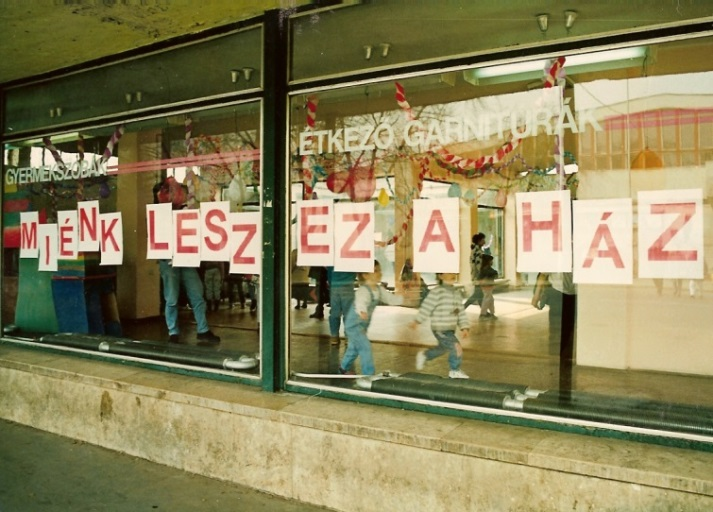 GYERMEKSZOBÁK
ÉTKEZŐ GARNITÚRÁK
MIÉNK LESZ EZ A HÁZ